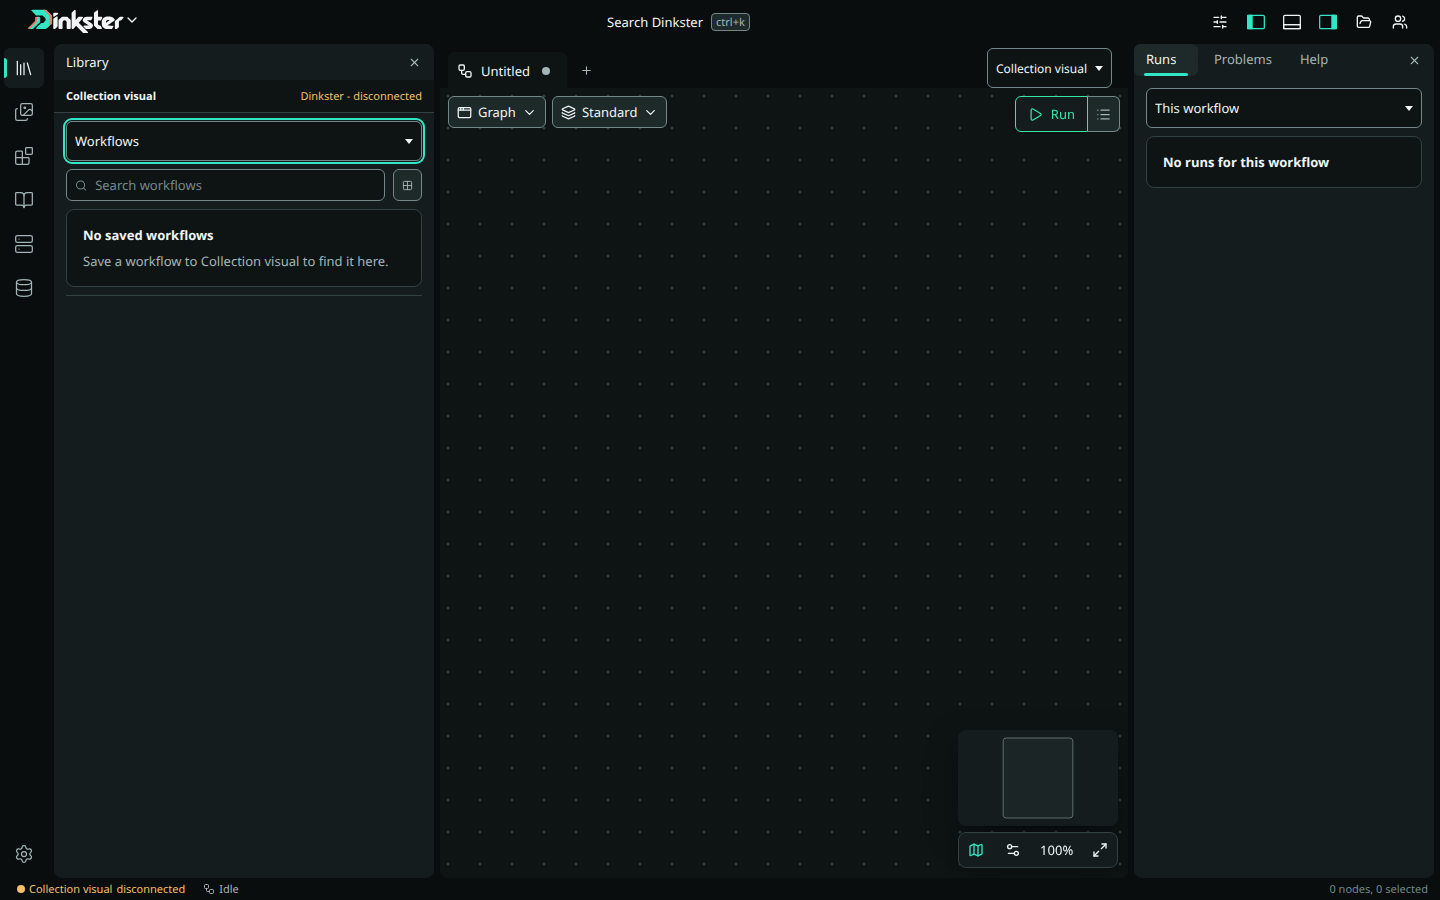 Dinkster
Search Dinkster ctrl+k
Library
Collection visual Dinkster - disconnected
Workflows
Search workflows
No saved workflows
Save a workflow to Collection visual to find it here.
Untitled
Collection visual
Graph
Standard
Run
100%
Runs Problems Help
This workflow
No runs for this workflow
Collection visual disconnected
Idle
0 nodes, 0 selected